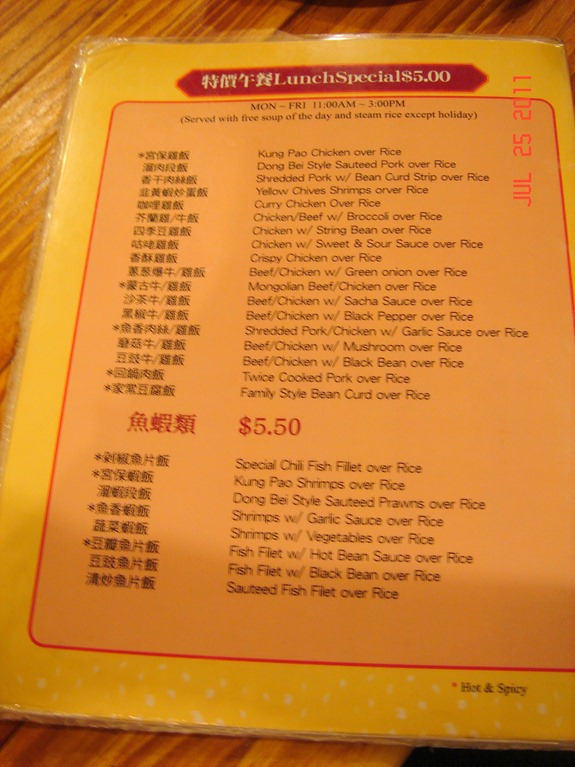 特價午餐LunchSpecial$5.00
MON ~ FRI 11:00AM ~ 3:00PM
(Served with free soup of the day and steam rice except holiday)
JUL 25 2011
*宮保雞飯 Kung Pao Chicken over Rice
溜肉段飯 Dong Bei Style Sauteed Pork over Rice
香干肉絲飯 Shredded Pork w/ Bean Curd Strip over Rice
韭黃蝦炒蛋飯 Yellow Chives Shrimps orver Rice
咖哩雞飯 Curry Chicken Over Rice
芥蘭雞/牛飯 Chicken/Beef w/ Broccoli over Rice
四季豆雞飯 Chicken w/ String Bean over Rice
咕咾雞飯 Chicken w/ Sweet & Sour Sauce over Rice
香酥雞飯 Crispy Chicken over Rice
蔥爆牛/雞飯 Beef/Chicken w/ Green onion over Rice
*蒙古牛/雞飯 Mongolian Beef/Chicken over Rice
沙茶牛/雞飯 Beef/Chicken w/ Sacha Sauce over Rice
黑椒牛/雞飯 Beef/Chicken w/ Black Pepper over Rice
*魚香肉絲/雞飯 Shredded Pork/Chicken w/ Garlic Sauce over Rice
蘑菇牛/雞飯 Beef/Chicken w/ Mushroom over Rice
豆豉牛/雞飯 Beef/Chicken w/ Black Bean over Rice
*回鍋肉飯 Twice Cooked Pork over Rice
*家常豆腐飯 Family Style Bean Curd over Rice
魚蝦類 $5.50
*剁椒魚片飯 Special Chili Fish Fillet over Rice
*宮保蝦飯 Kung Pao Shrimps over Rice
溜蝦段飯 Dong Bei Style Sauteed Prawns over Rice
*魚香蝦飯 Shrimps w/ Garlic Sauce over Rice
蔬菜蝦飯 Shrimps w/ Vegetables over Rice
*豆瓣魚片飯 Fish Filet w/ Hot Bean Sauce over Rice
豆豉魚片飯 Fish Filet w/ Black Bean over Rice
清炒魚片飯 Sauteed Fish Filet over Rice
* Hot & Spicy